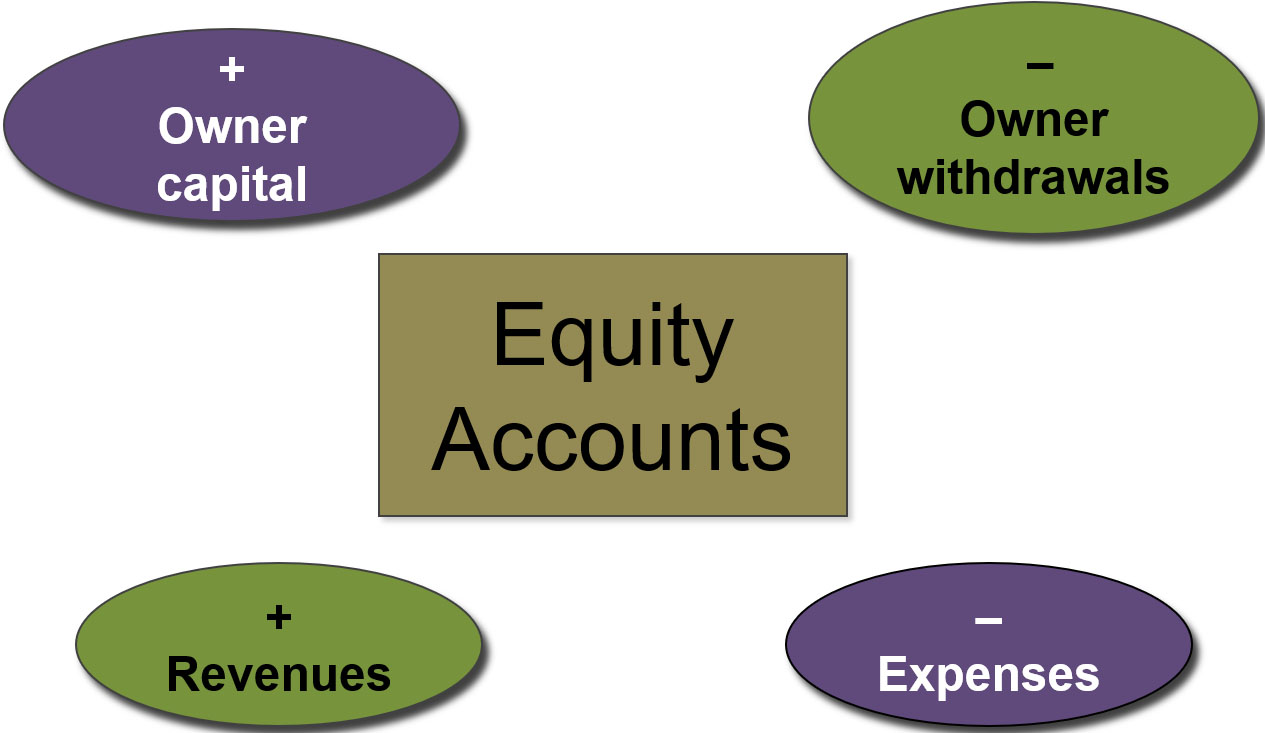 +
Owner
capital
–
Owner
withdrawals
Equity
Accounts
+
Revenues
–
Expenses